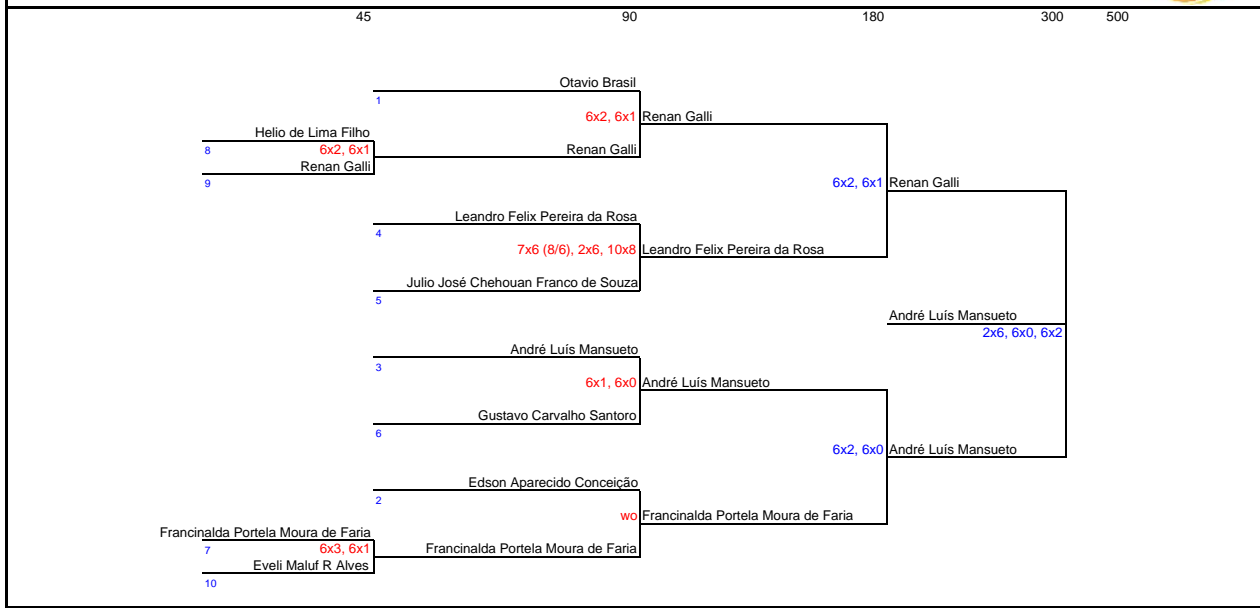 45 90 180 300 500
Otavio Brasil
1
6x2, 6x1 Renan Galli
Helio de Lima Filho
8 6x2, 6x1 Renan Galli
Renan Galli
9
6x2, 6x1 Renan Galli
Leandro Felix Pereira da Rosa
4
7x6 (8/6), 2x6, 10x8 Leandro Felix Pereira da Rosa
Julio José Chehouan Franco de Souza
5
André Luís Mansueto
2x6, 6x0, 6x2
André Luís Mansueto
3
6x1, 6x0 André Luís Mansueto
Gustavo Carvalho Santoro
6
6x2, 6x0 André Luís Mansueto
Edson Aparecido Conceição
2
wo Francinalda Portela Moura de Faria
Francinalda Portela Moura de Faria
7 6x3, 6x1 Francinalda Portela Moura de Faria
Eveli Maluf R Alves
10